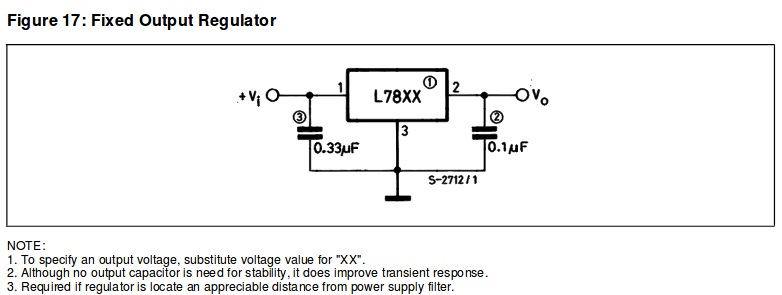 Figure 17: Fixed Output Regulator
+Vi
1
L78XX
①
2
Vo
③
0.33µF
3
②
0.1µF
S-2712/1
NOTE:
1. To specify an output voltage, substitute voltage value for "XX".
2. Although no output capacitor is need for stability, it does improve transient response.
3. Required if regulator is locate an appreciable distance from power supply filter.